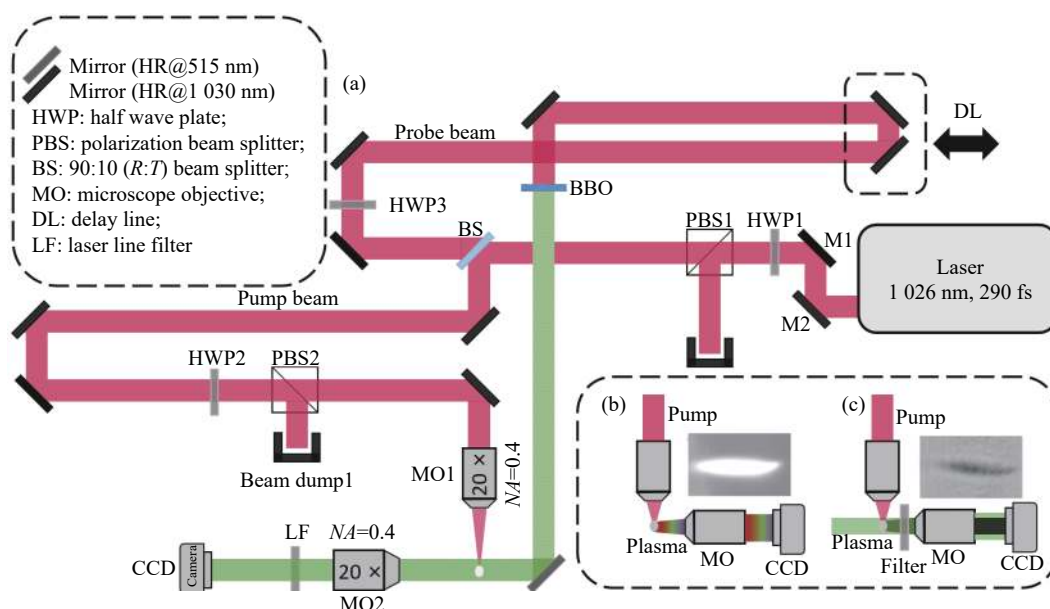 Mirror (HR@515 nm)
Mirror (HR@1 030 nm)
HWP: half wave plate;
PBS: polarization beam splitter;
BS: 90:10 (R:T) beam splitter;
MO: microscope objective;
DL: delay line;
LF: laser line filter
(a)
Probe beam
DL
HWP3
BBO
BS
PBS1
HWP1
M1
Laser
1 026 nm, 290 fs
M2
Pump beam
HWP2
PBS2
Beam dump1
MO1
20 ×
NA=0.4
CCD
Camera
LF
NA=0.4
20 ×
MO2
(b)
Pump
Plasma
MO
CCD
(c)
Pump
Plasma
Filter
MO
CCD